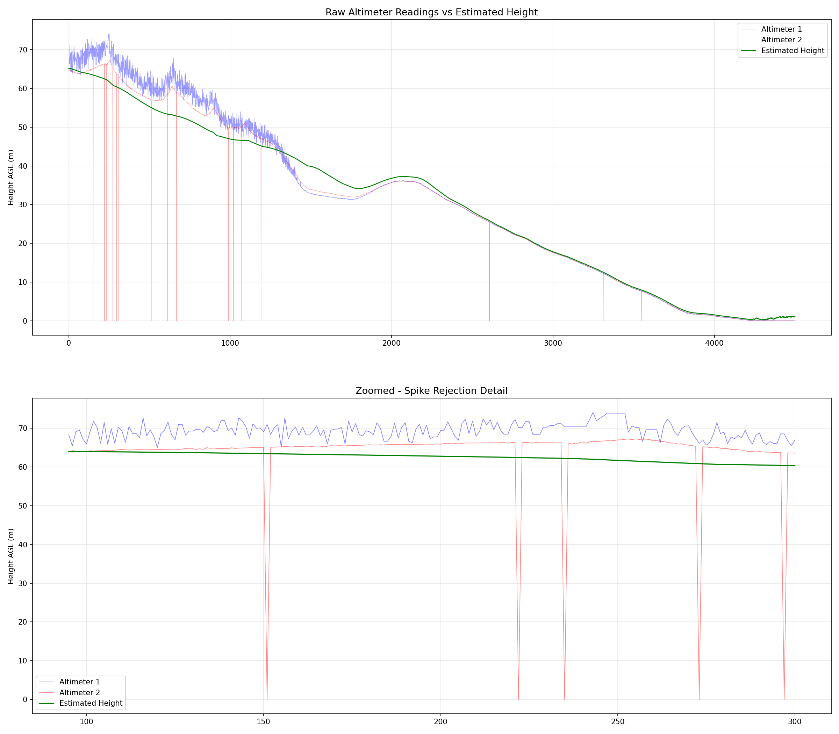 Raw Altimeter Readings vs Estimated Height
Altimeter 1
Altimeter 2
Estimated Height
Height AGL (m)
70
60
50
40
30
20
10
0
0 1000 2000 3000 4000
Zoomed - Spike Rejection Detail
Height AGL (m)
70
60
50
40
30
20
10
0
Altimeter 1
Altimeter 2
Estimated Height
100 150 200 250 300